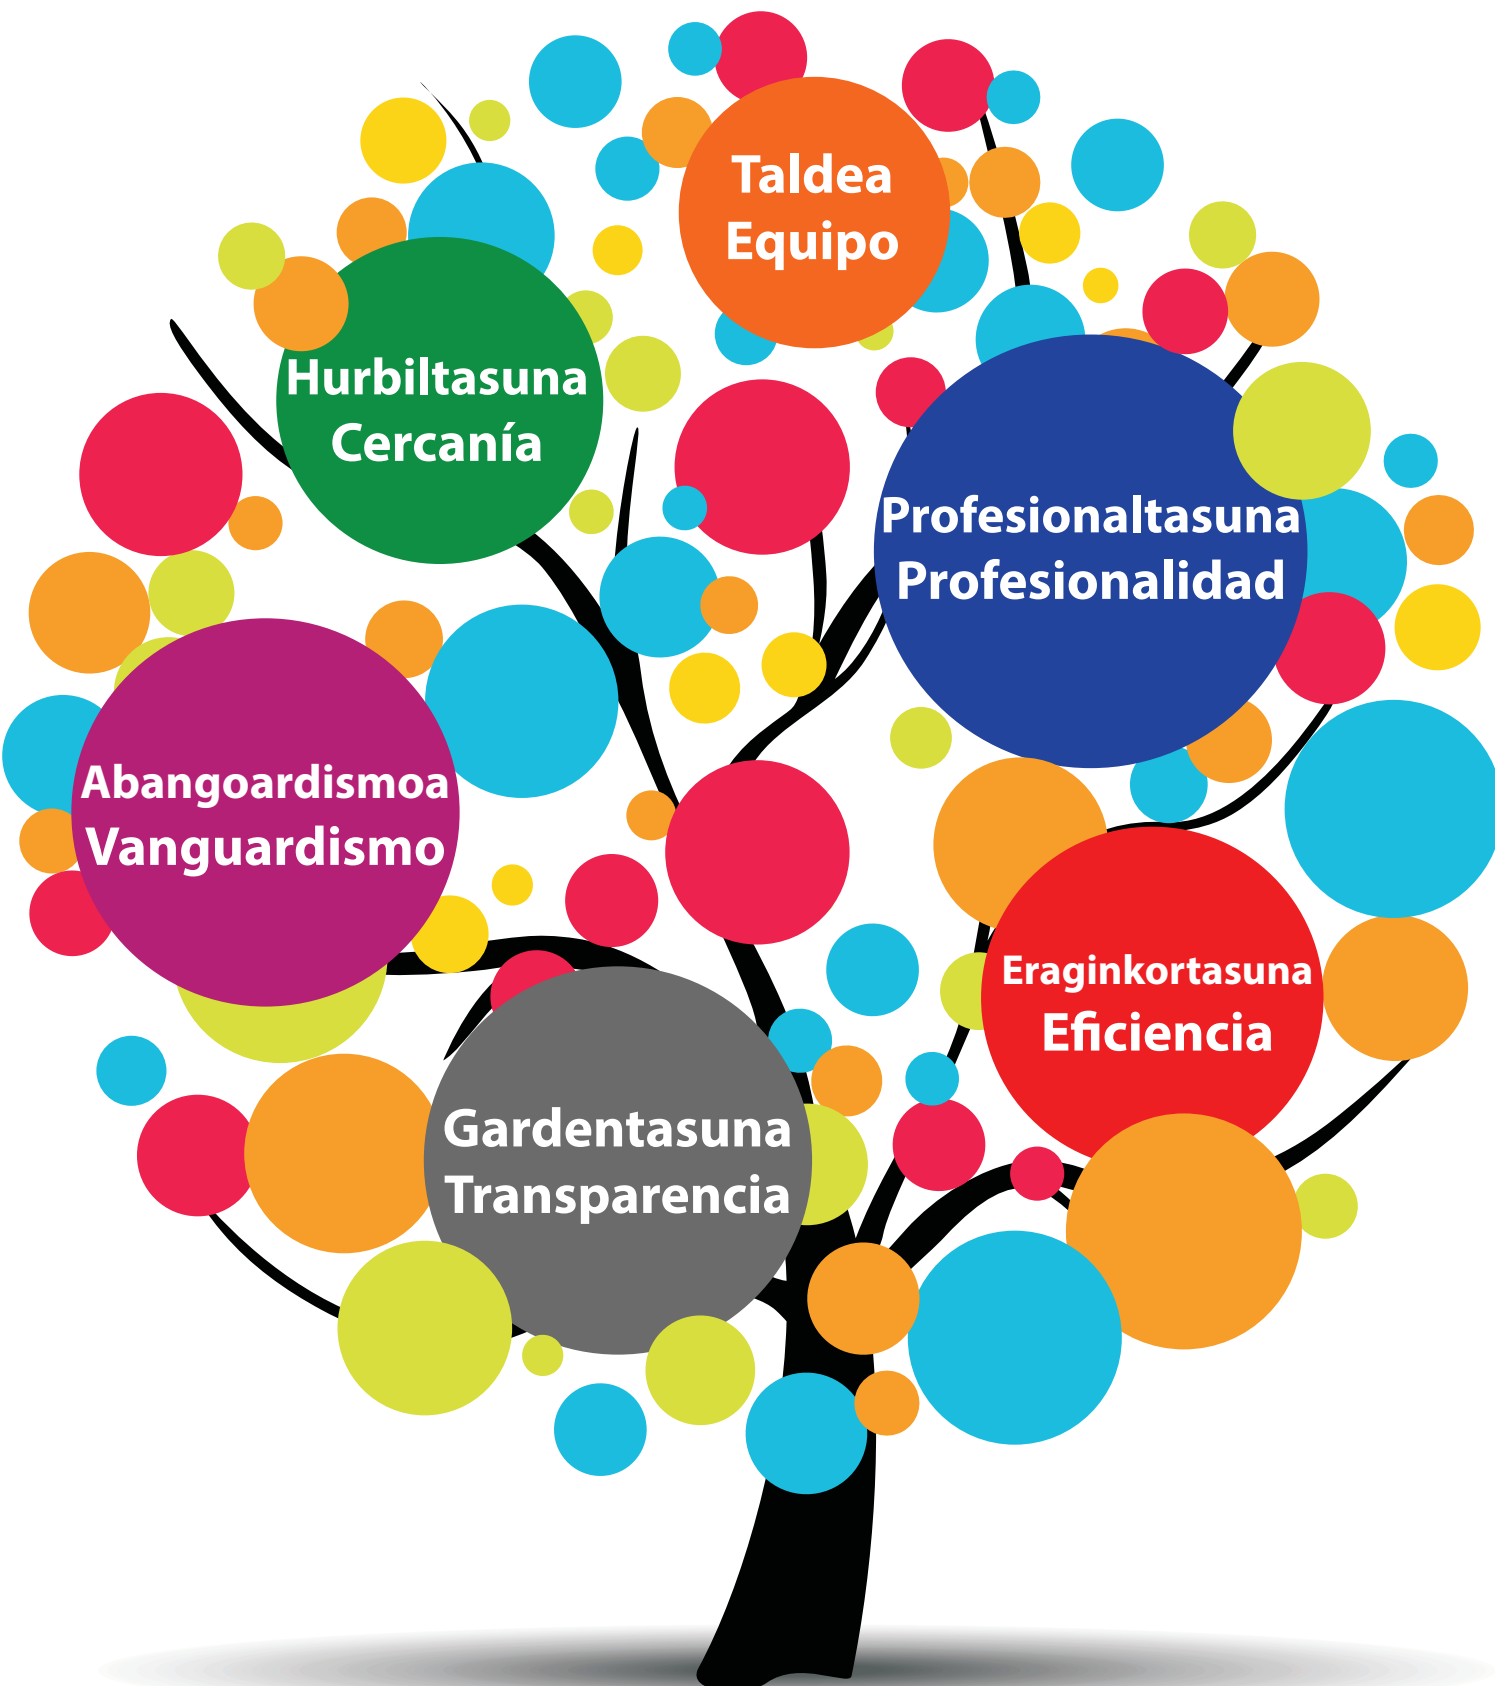 Taldea
Equipo
Hurbiltasuna
Cercanía
Profesionaltasuna
Profesionalidad
Abangoardismoa
Vanguardismo
Eraginkortasuna
Eficiencia
Gardentasuna
Transparencia